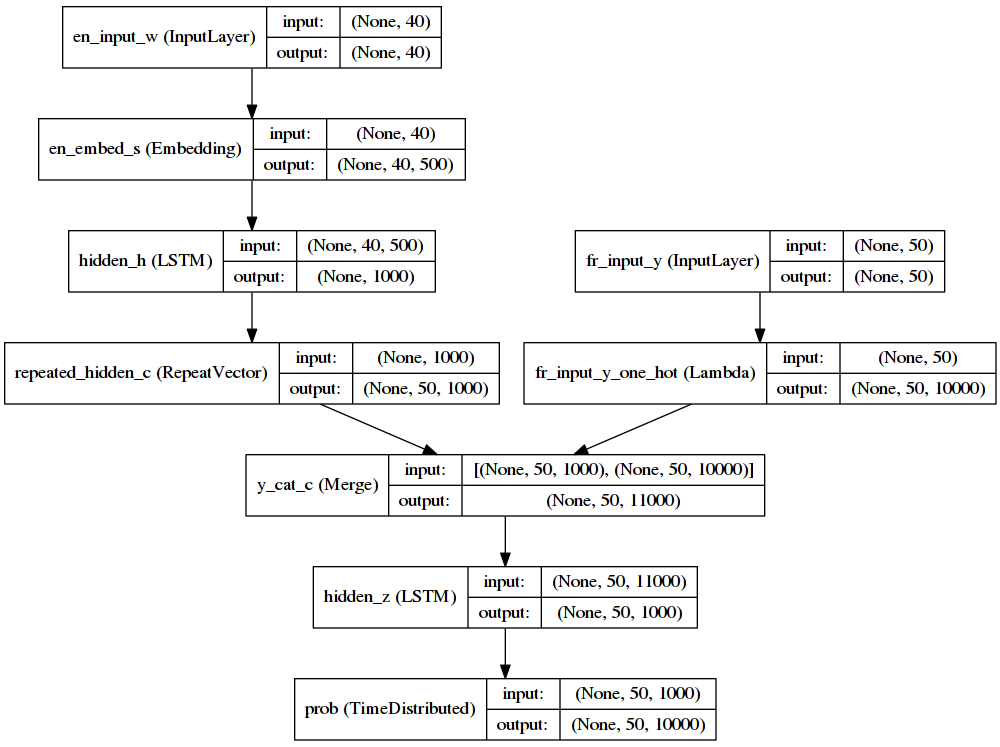 en_input_w (InputLayer)
input: (None, 40)
output: (None, 40)
en_embed_s (Embedding)
input: (None, 40)
output: (None, 40, 500)
hidden_h (LSTM)
input: (None, 40, 500)
output: (None, 1000)
fr_input_y (InputLayer)
input: (None, 50)
output: (None, 50)
repeated_hidden_c (RepeatVector)
input: (None, 1000)
output: (None, 50, 1000)
fr_input_y_one_hot (Lambda)
input: (None, 50)
output: (None, 50, 10000)
y_cat_c (Merge)
input: [(None, 50, 1000), (None, 50, 10000)]
output: (None, 50, 11000)
hidden_z (LSTM)
input: (None, 50, 11000)
output: (None, 50, 1000)
prob (TimeDistributed)
input: (None, 50, 1000)
output: (None, 50, 10000)